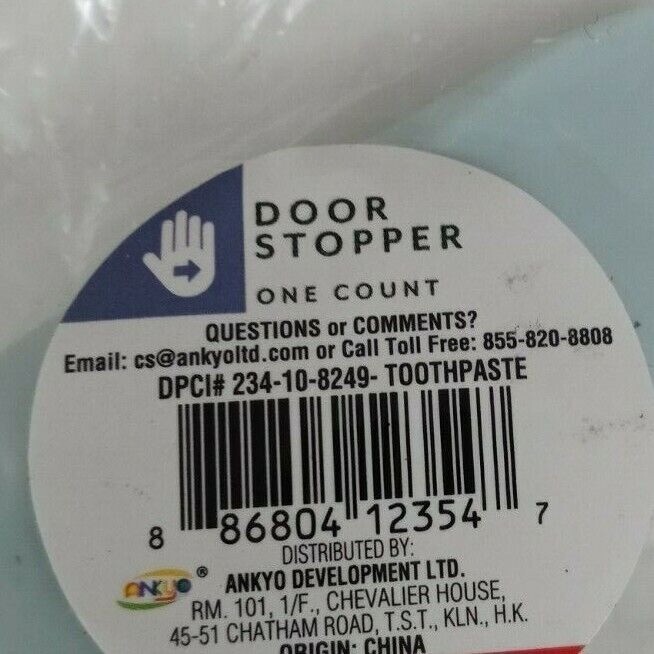 DOOR
STOPPER
ONE COUNT
QUESTIONS or COMMENTS?
Email: cs@ankyoltd.com or Call Toll Free: 855-820-8808
DPCI# 234-10-8249- TOOTHPASTE
8 86804 12354 7
DISTRIBUTED BY:
ANKYO ® ANKYO DEVELOPMENT LTD.
RM. 101, 1/F., CHEVALIER HOUSE,
45-51 CHATHAM ROAD, T.S.T., KLN., H.K.
ORIGIN: CHINA